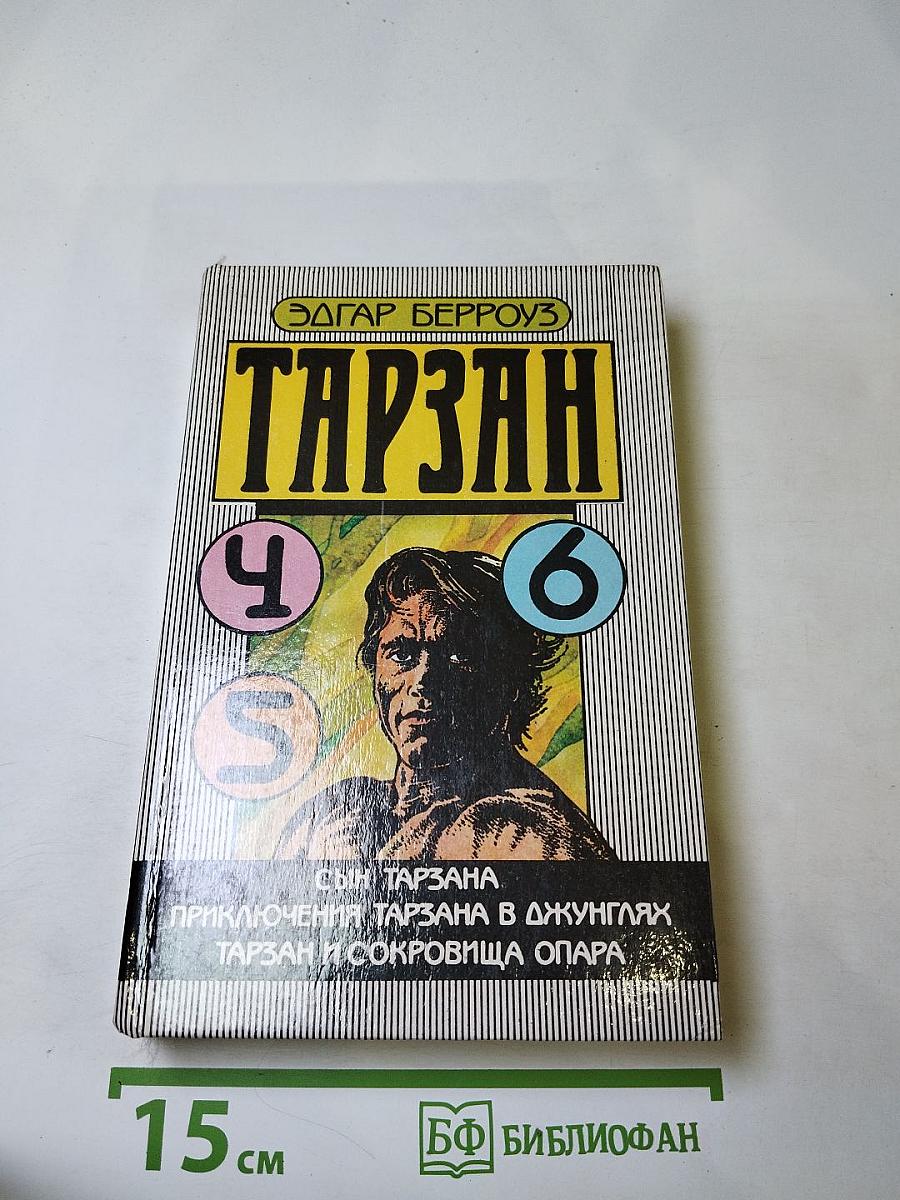 ЭДГАР БЕРРОУЗ
ТАРЗАН
4
6
5
СЫН ТАРЗАНА
ПРИКЛЮЧЕНИЯ ТАРЗАНА В ДЖУНГЛЯХ
ТАРЗАН И СОКРОВИЩА ОПАРА
15 см
БФ БИБЛИОФАН